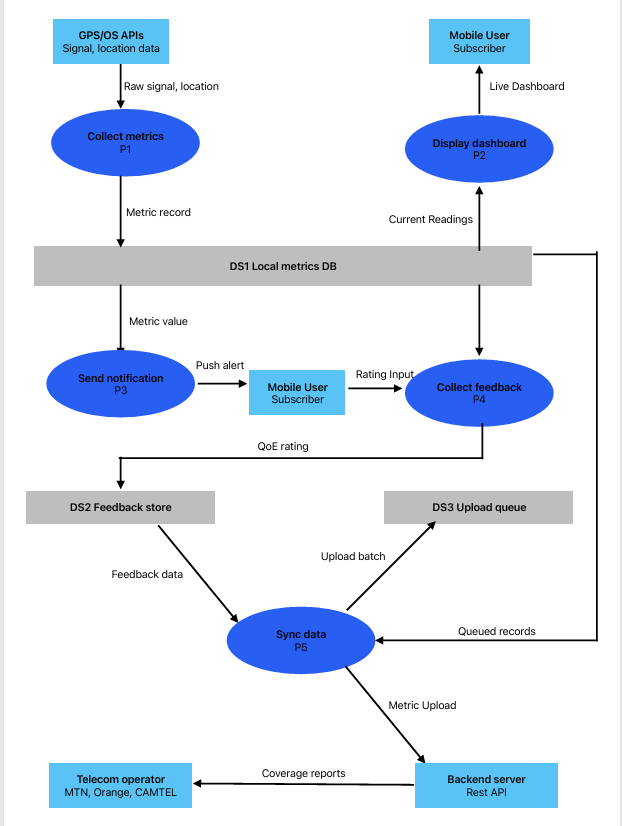 GPS/OS APIs
Signal, location data
Mobile User
Subscriber
Raw signal, location
Live Dashboard
Collect metrics
P1
Display dashboard
P2
Metric record
Current Readings
DS1 Local metrics DB
Metric value
Send notification
P3
Push alert
Mobile User
Subscriber
Rating Input
Collect feedback
P4
QoE rating
DS2 Feedback store
DS3 Upload queue
Feedback data
Upload batch
Sync data
P5
Queued records
Metric Upload
Telecom operator
MTN, Orange, CAMTEL
Coverage reports
Backend server
Rest API